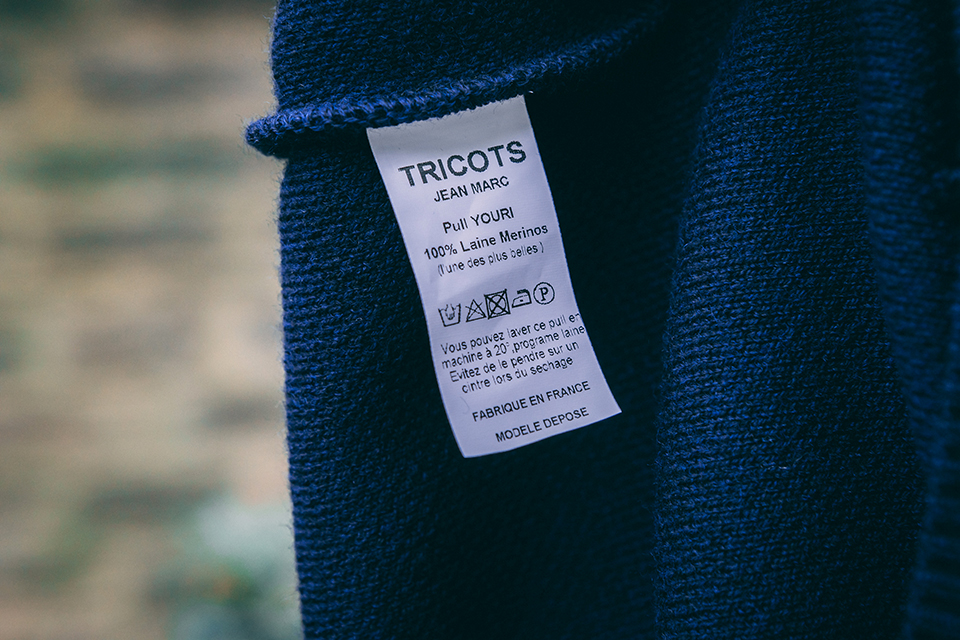 TRICOTS
JEAN MARC
Pull YOURI
100% Laine Merinos
(l'une des plus belles )
P
Vous pouvez laver ce pull en
machine à 20°,programe laine
Evitez de le pendre sur un
cintre lors du sechage
FABRIQUE EN FRANCE
MODELE DEPOSE